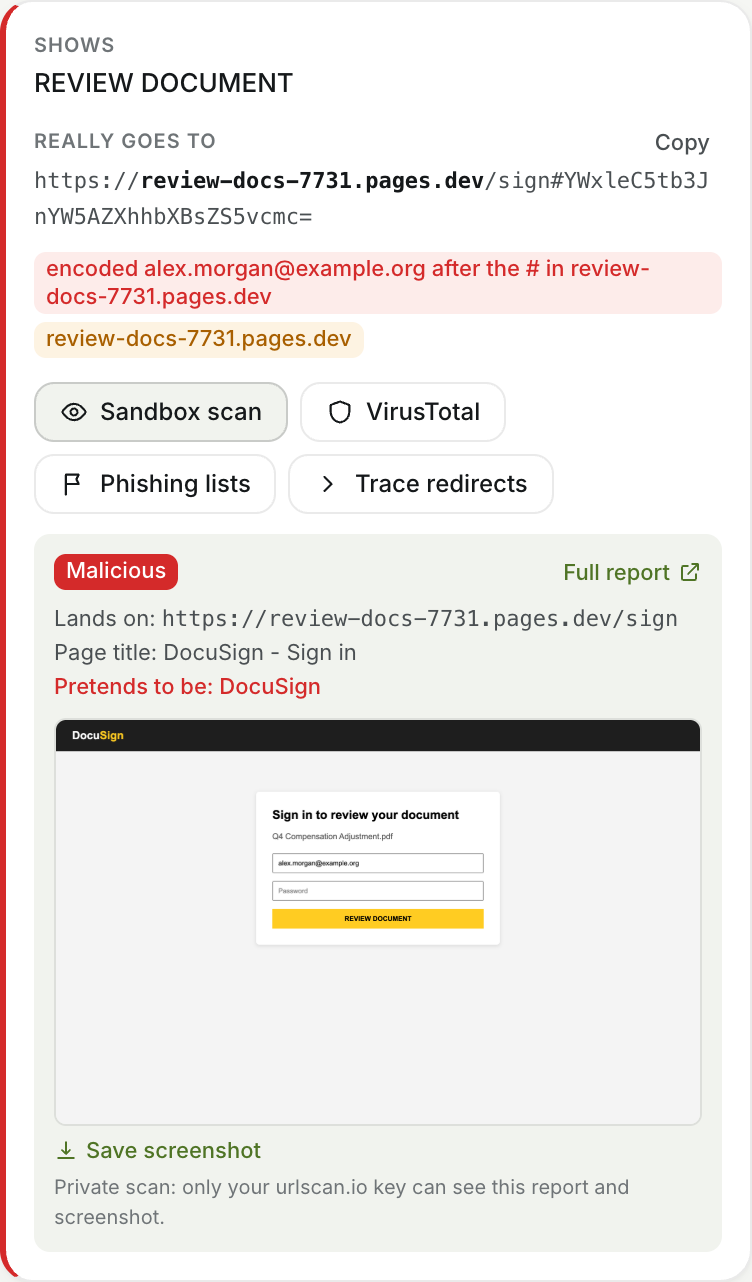 SHOWS
REVIEW DOCUMENT
REALLY GOES TO
Copy
https://review-docs-7731.pages.dev/sign#YWxleC5tb3J
nYW5AZXhhbXBsZS5vcmc=
encoded alex.morgan@example.org after the # in review-
docs-7731.pages.dev
review-docs-7731.pages.dev
Sandbox scan
VirusTotal
Phishing lists
Trace redirects
Malicious
Full report
Lands on: https://review-docs-7731.pages.dev/sign
Page title: DocuSign - Sign in
Pretends to be: DocuSign
DocuSign
Sign in to review your document
Q4 Compensation Adjustment.pdf
alex.morgan@example.org
Password
REVIEW DOCUMENT
Save screenshot
Private scan: only your urlscan.io key can see this report and
screenshot.